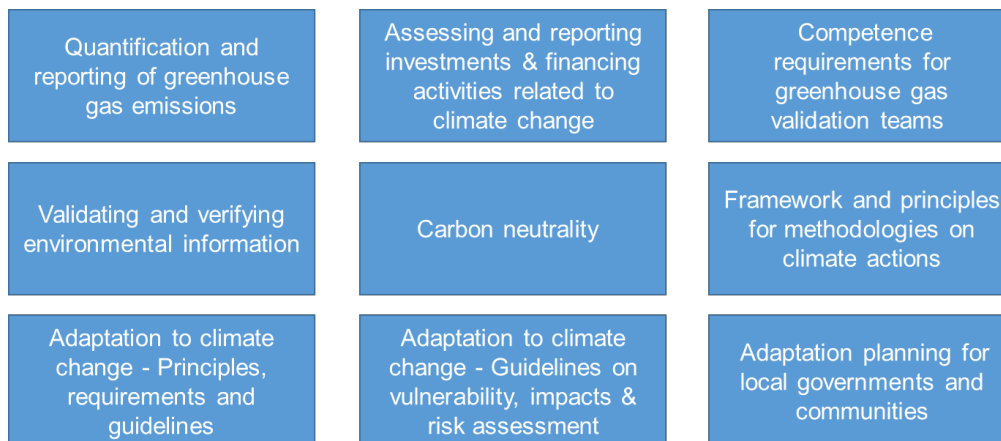 Quantification and
reporting of greenhouse
gas emissions
Assessing and reporting
investments & financing
activities related to
climate change
Competence
requirements for
greenhouse gas
validation teams
Validating and verifying
environmental information
Carbon neutrality
Framework and principles
for methodologies on
climate actions
Adaptation to climate
change - Principles,
requirements and
guidelines
Adaptation to climate
change - Guidelines on
vulnerability, impacts &
risk assessment
Adaptation planning for
local governments and
communities